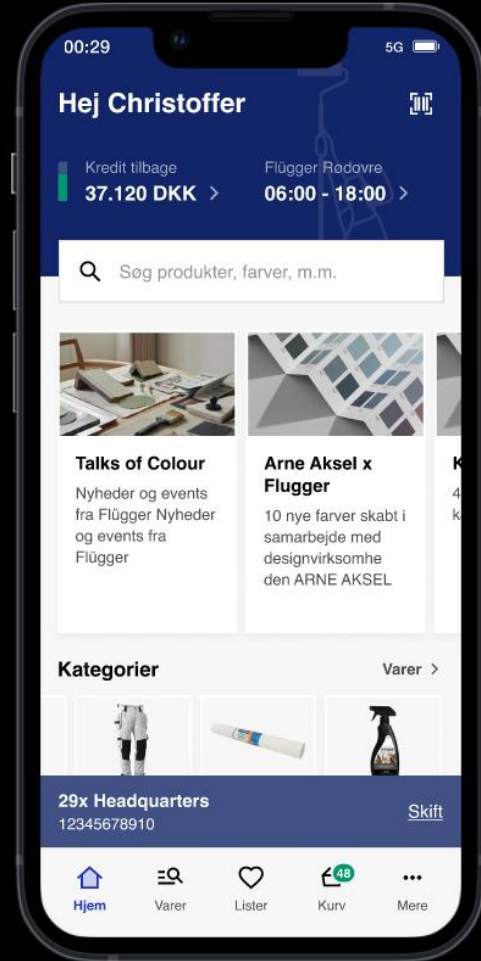 00:29
5G
Hej Christoffer
Kredit tilbage
37.120 DKK >
Flügger Rødovre
06:00 - 18:00 >
Søg produkter, farver, m.m.
Talks of Colour
Nyheder og events
fra Flügger Nyheder
og events fra
Flügger
Arne Aksel x
Flugger
10 nye farver skabt i
samarbejde med
designvirksomhe
den ARNE AKSEL
K
4
k
Kategorier
Varer >
29x Headquarters
12345678910
Skift
48
Hjem
Varer
Lister
Kurv
Mere